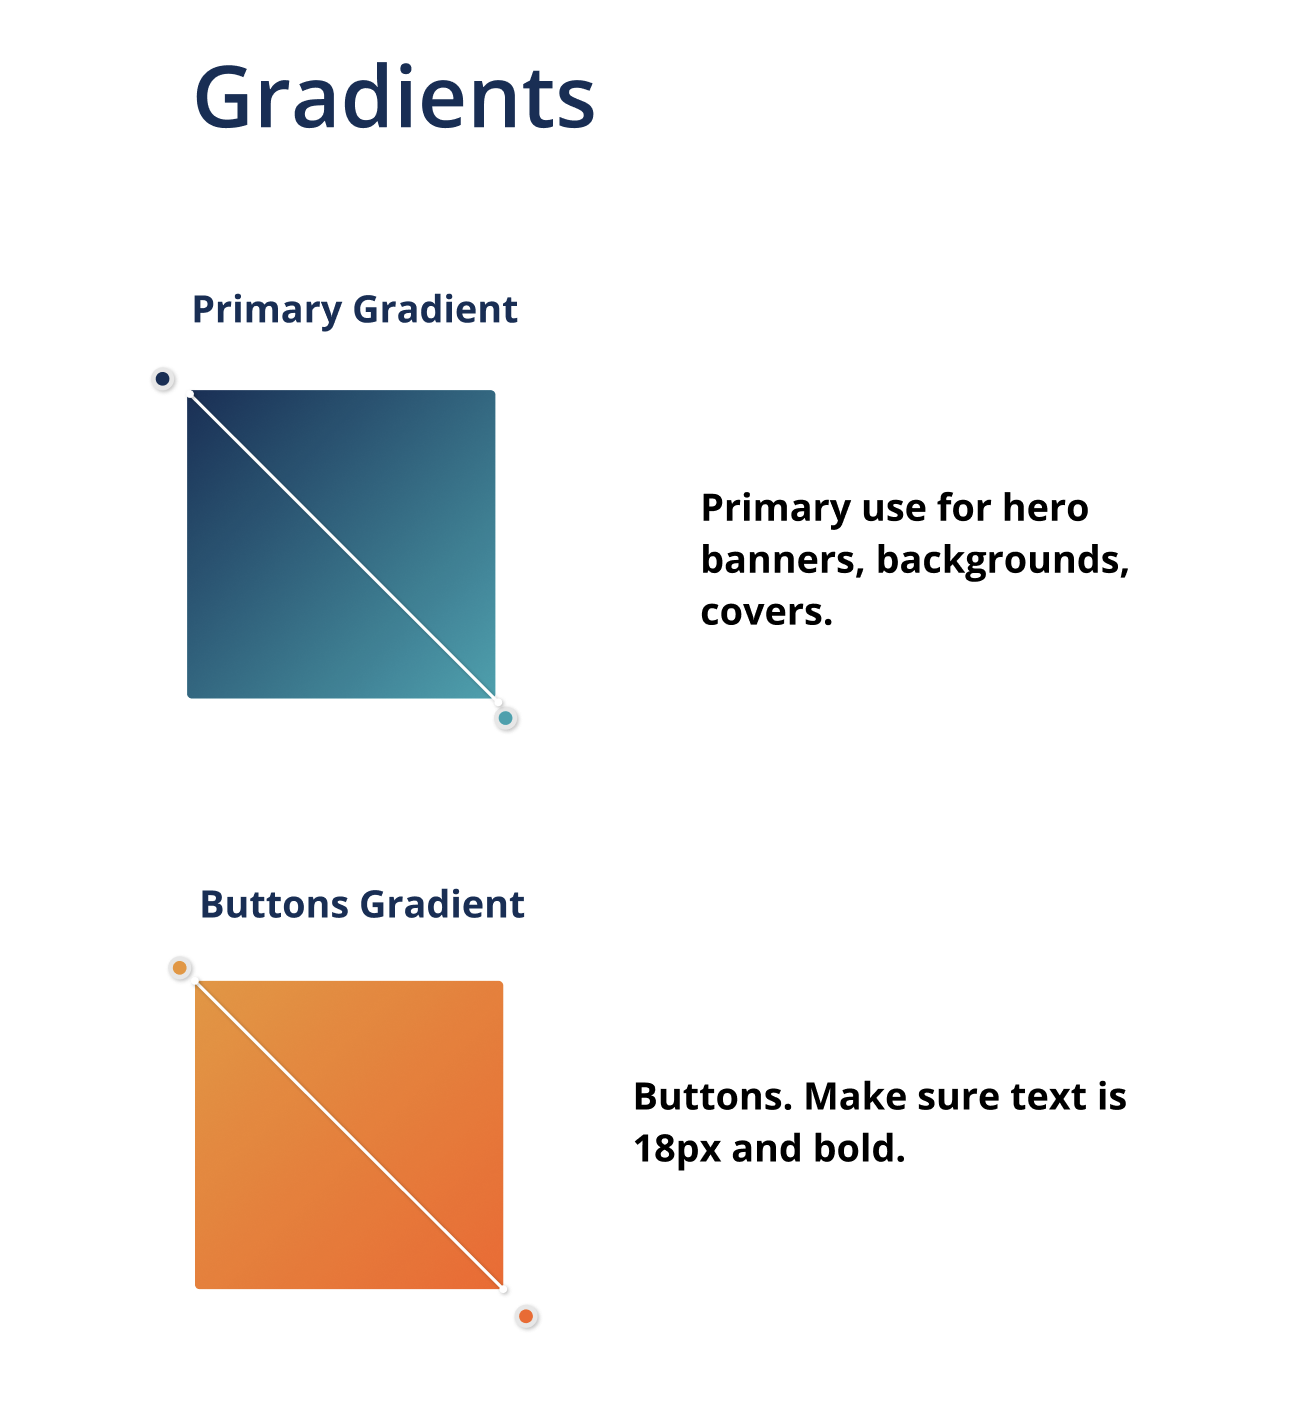 Gradients
Primary Gradient
Primary use for hero
banners, backgrounds,
covers.
Buttons Gradient
Buttons. Make sure text is
18px and bold.